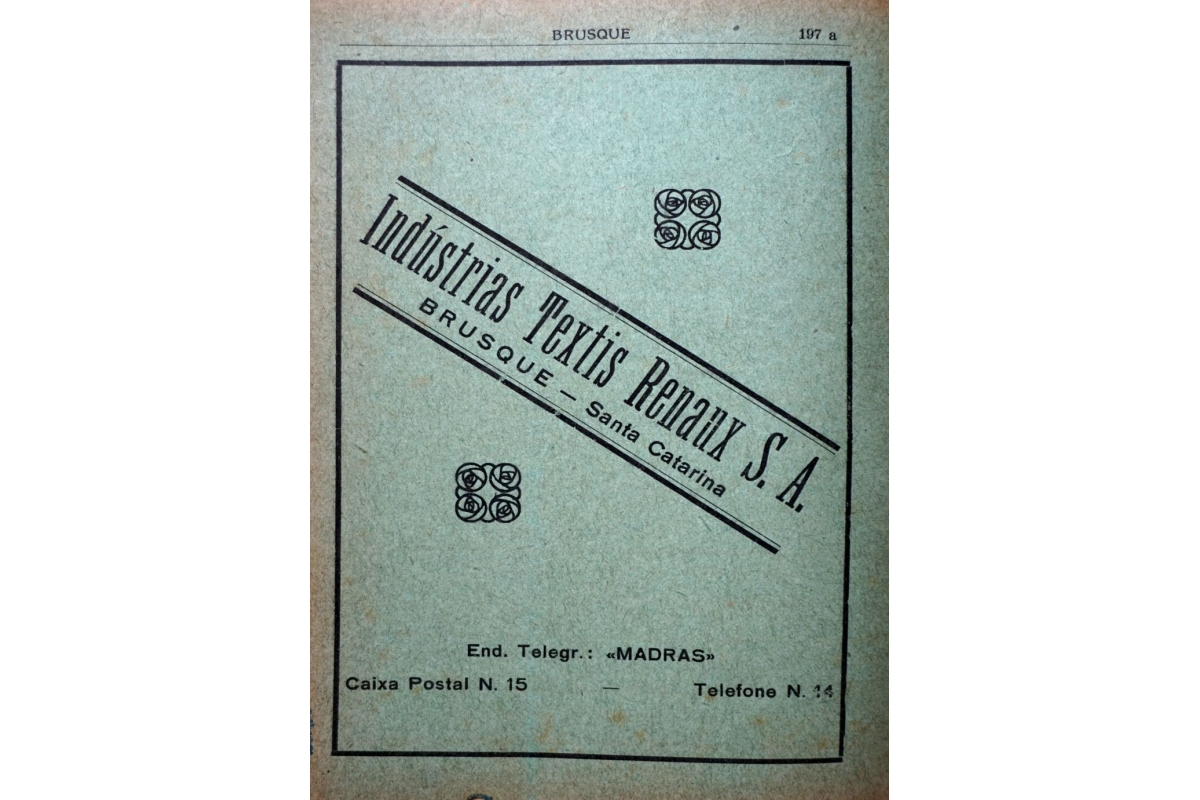 BRUSQUE 197 a
Indústrias Textis Renaux S. A.
BRUSQUE — Santa Catarina
End. Telegr.: «MADRAS»
Caixa Postal N. 15 — Telefone N. 14